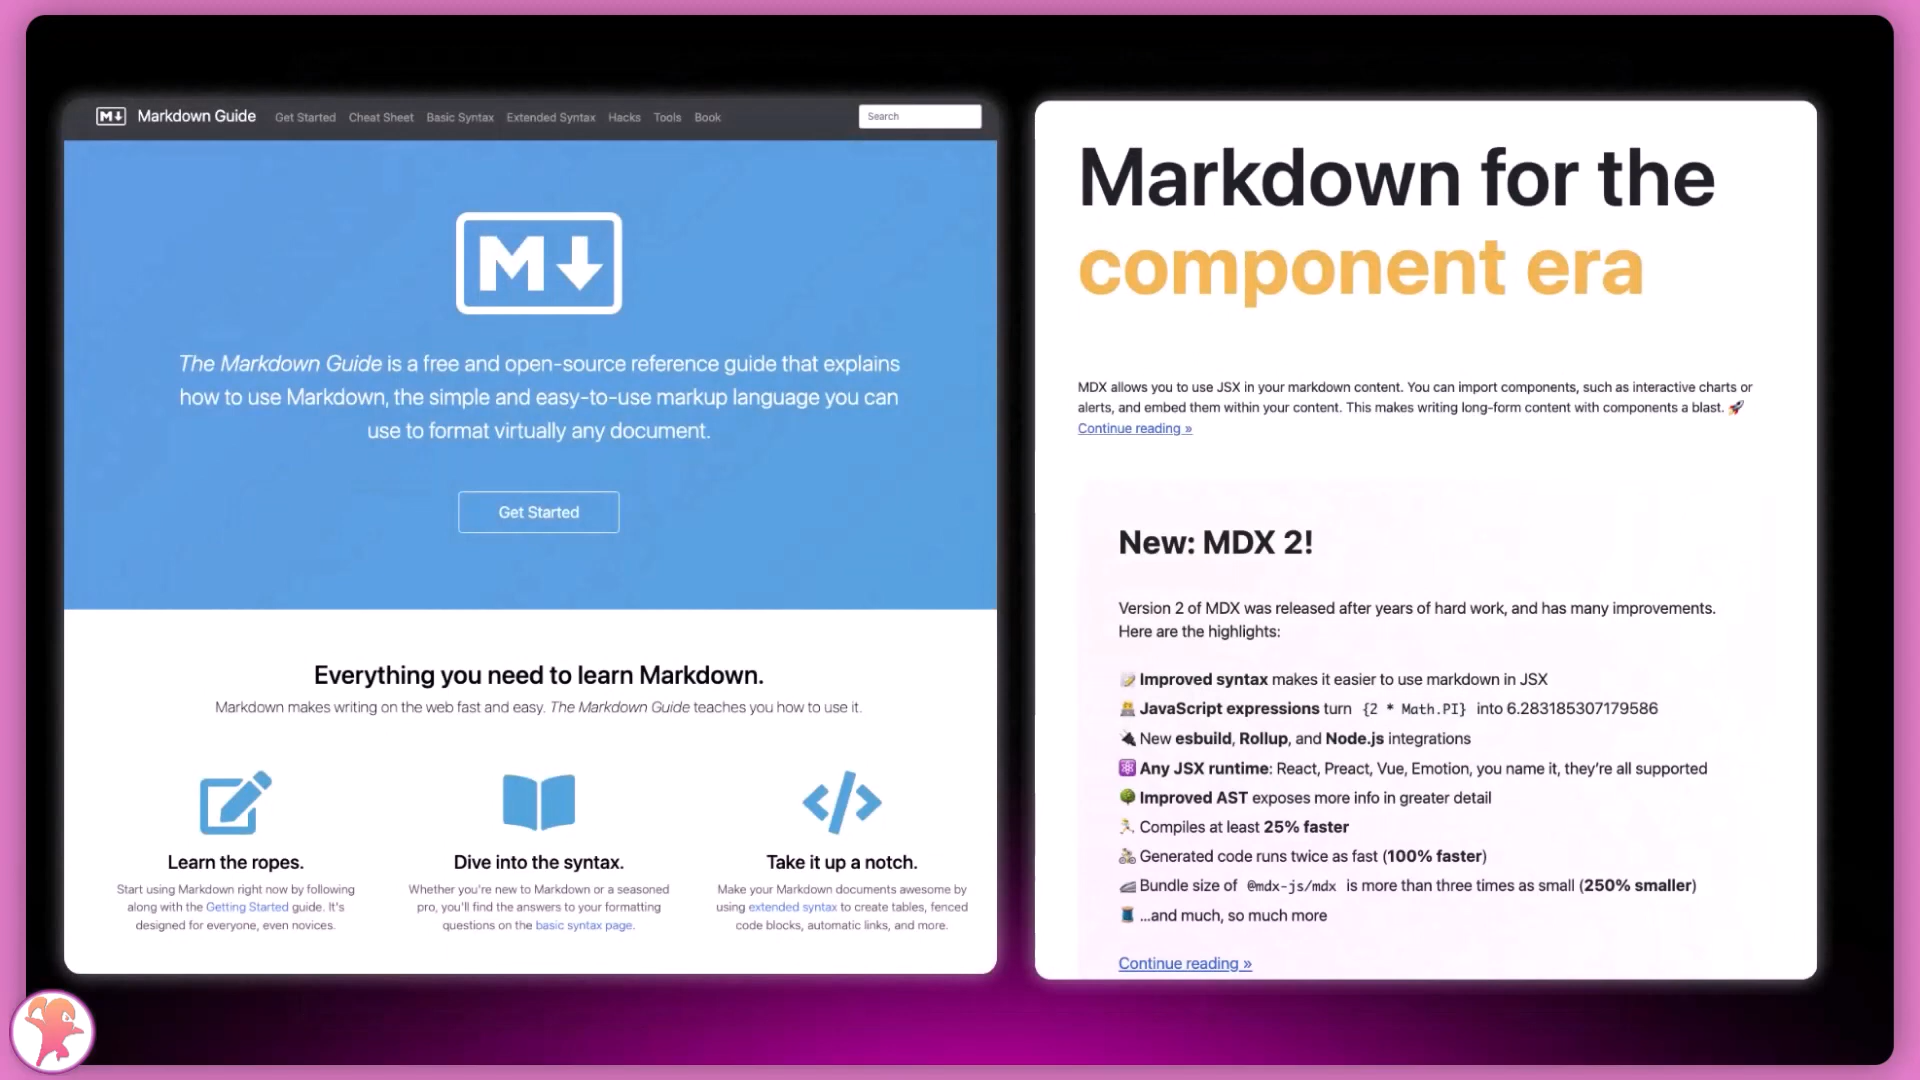 M
Markdown Guide
Get Started
Cheat Sheet
Basic Syntax
Extended Syntax
Hacks
Tools
Book
Search
M
The Markdown Guide is a free and open-source reference guide that explains
how to use Markdown, the simple and easy-to-use markup language you can
use to format virtually any document.
Get Started
Everything you need to learn Markdown.
Markdown makes writing on the web fast and easy. The Markdown Guide teaches you how to use it.
Learn the ropes.
Start using Markdown right now by following
along with the Getting Started guide. It's
designed for everyone, even novices.
Dive into the syntax.
Whether you're new to Markdown or a seasoned
pro, you'll find the answers to your formatting
questions on the basic syntax page.
Take it up a notch.
Make your Markdown documents awesome by
using extended syntax to create tables, fenced
code blocks, automatic links, and more.
Markdown for the
component era
MDX allows you to use JSX in your markdown content. You can import components, such as interactive charts or
alerts, and embed them within your content. This makes writing long-form content with components a blast. 🚀
Continue reading »
New: MDX 2!
Version 2 of MDX was released after years of hard work, and has many improvements.
Here are the highlights:
📝 Improved syntax makes it easier to use markdown in JSX
🧑‍💻 JavaScript expressions turn {2 * Math.PI} into 6.283185307179586
🔌 New esbuild, Rollup, and Node.js integrations
⚛️ Any JSX runtime: React, Preact, Vue, Emotion, you name it, they’re all supported
🌳 Improved AST exposes more info in greater detail
🏃 Compiles at least 25% faster
🚴 Generated code runs twice as fast (100% faster)
🚄 Bundle size of @mdx-js/mdx is more than three times as small (250% smaller)
🧵 …and much, so much more
Continue reading »